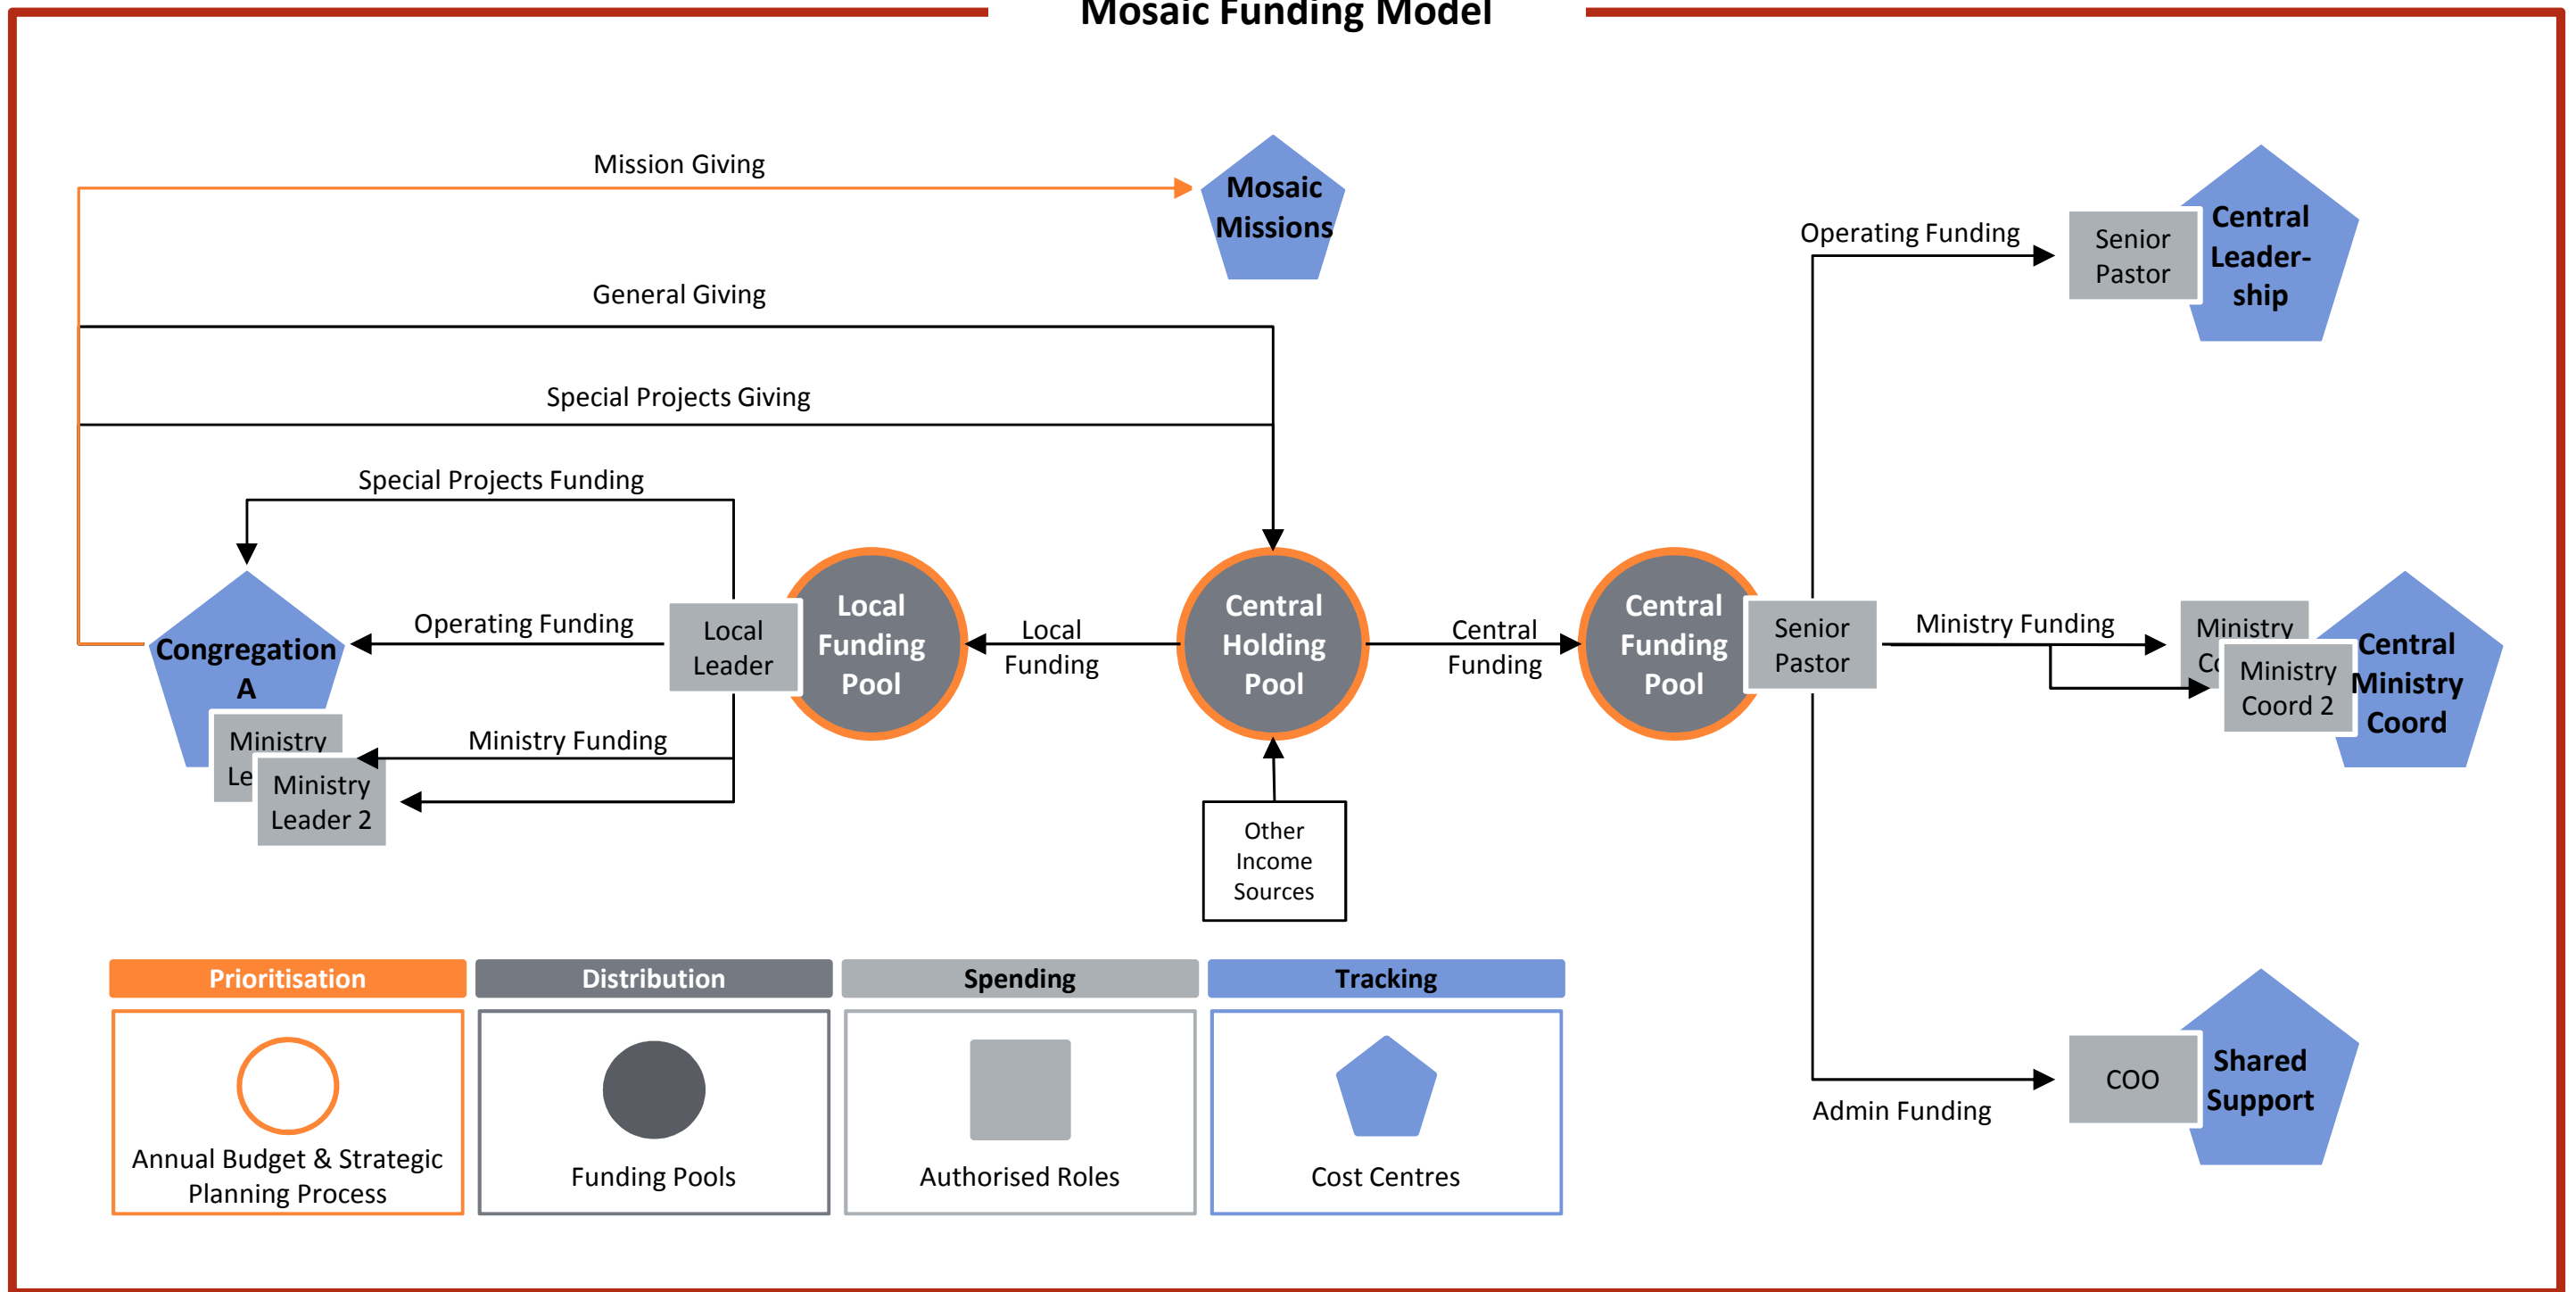 Mosaic Funding Model
Mission Giving
Mosaic
Missions
General Giving
Special Projects Giving
Special Projects Funding
Operating Funding
Senior
Pastor
Central
Leader-
ship
Congregation
A
Operating Funding
Local
Leader
Local
Funding
Pool
Local
Funding
Central
Holding
Pool
Central
Funding
Central
Funding
Pool
Senior
Pastor
Ministry Funding
Ministry
Ministry
Coord 2
Central
Ministry
Coord
Ministry Funding
Ministry
Ministry
Leader 2
Other
Income
Sources
Admin Funding
COO
Shared
Support
Prioritisation
Distribution
Spending
Tracking
Annual Budget & Strategic
Planning Process
Funding Pools
Authorised Roles
Cost Centres